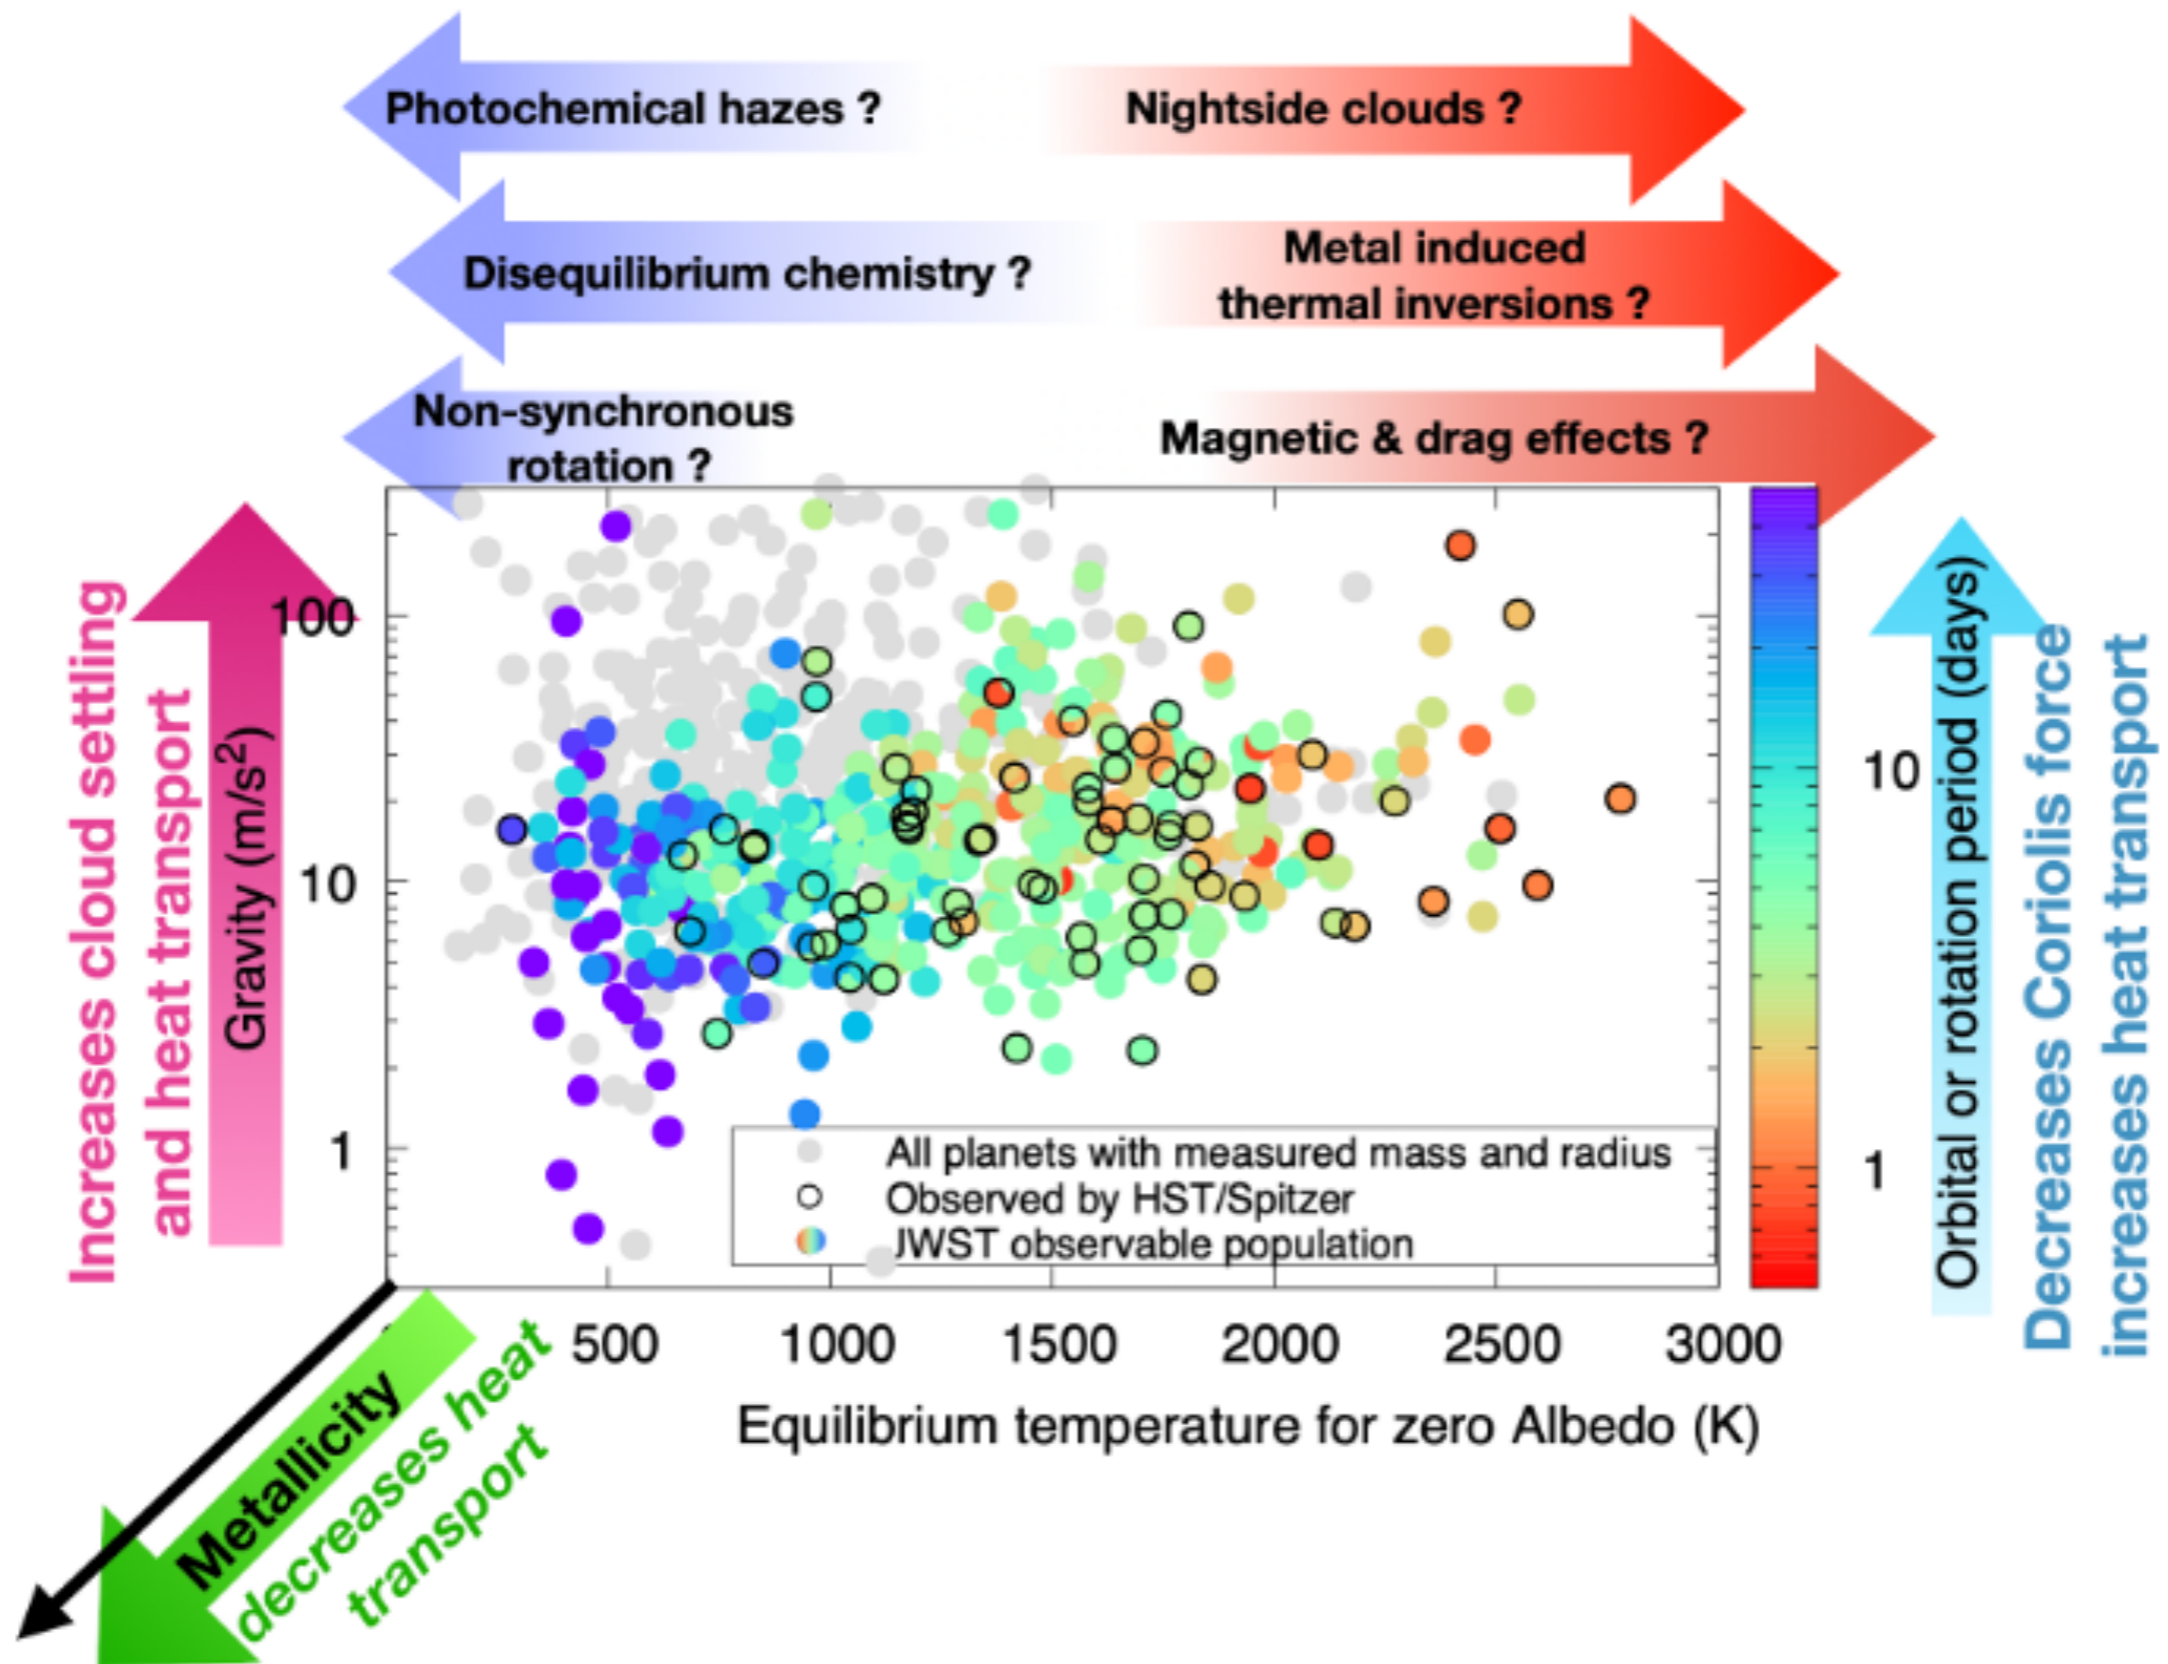 Photochemical hazes ?
Nightside clouds ?
Disequilibrium chemistry ?
Metal induced
thermal inversions ?
Non-synchronous
rotation ?
Magnetic & drag effects ?
Increases cloud settling
and heat transport
Gravity (m/s²)
100
10
1
All planets with measured mass and radius
Observed by HST/Spitzer
JWST observable population
500
1000
1500
2000
2500
3000
Equilibrium temperature for zero Albedo (K)
10
1
Orbital or rotation period (days)
Decreases Coriolis force
increases heat transport
Metallicity
decreases heat
transport